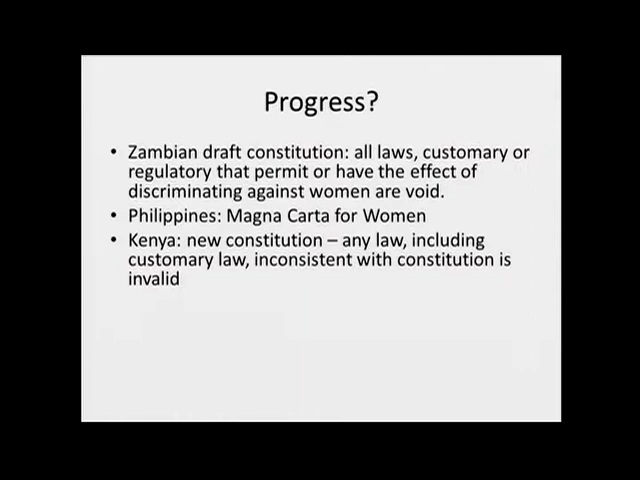 Progress?
• Zambian draft constitution: all laws, customary or
regulatory that permit or have the effect of
discriminating against women are void.
• Philippines: Magna Carta for Women
• Kenya: new constitution – any law, including
customary law, inconsistent with constitution is
invalid